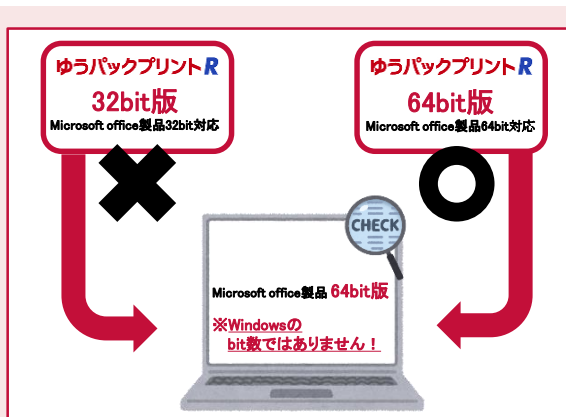 ゆうパックプリントR
32bit版
Microsoft office製品32bit対応
ゆうパックプリントR
64bit版
Microsoft office製品64bit対応
CHECK
Microsoft office製品 64bit版
※Windowsの
bit数ではありません！